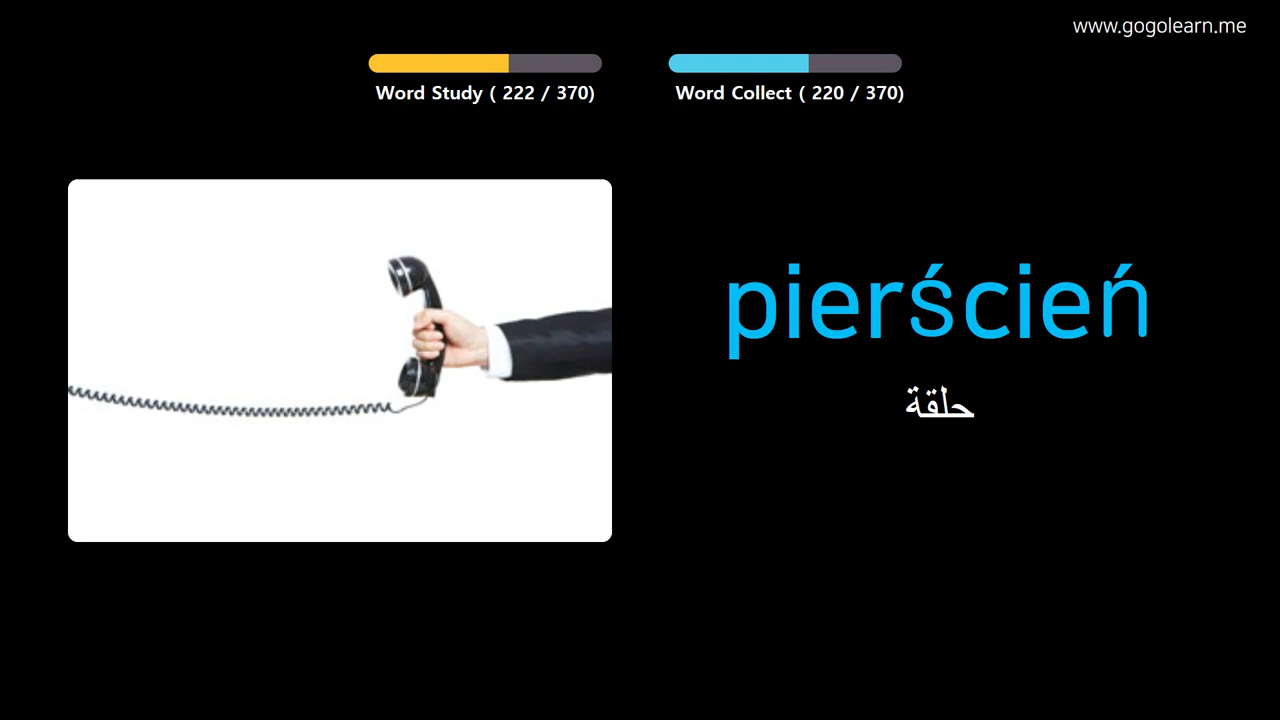 www.gogolearn.me
Word Study ( 222 / 370)
Word Collect ( 220 / 370)
pierścień
حلقة